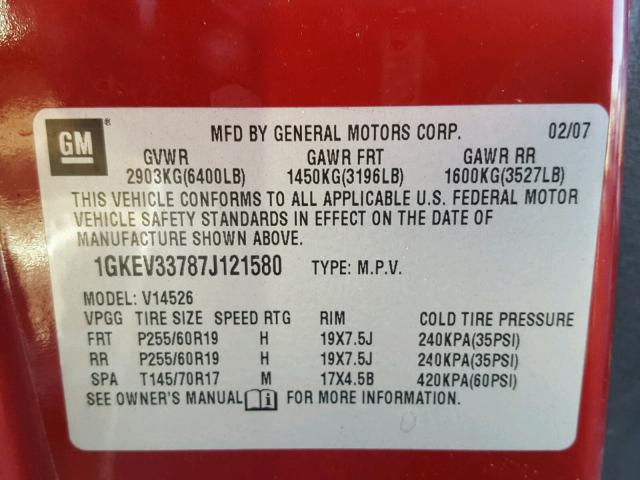 GM ® MFD BY GENERAL MOTORS CORP. 02/07
GVWR GAWR FRT GAWR RR
2903KG(6400LB) 1450KG(3196LB) 1600KG(3527LB)
THIS VEHICLE CONFORMS TO ALL APPLICABLE U.S. FEDERAL MOTOR
VEHICLE SAFETY STANDARDS IN EFFECT ON THE DATE OF
MANUFACTURE SHOWN ABOVE.
1GKEV33787J121580 TYPE: M.P.V.
MODEL: V14526
VPGG TIRE SIZE SPEED RTG RIM COLD TIRE PRESSURE
FRT P255/60R19 H 19X7.5J 240KPA(35PSI)
RR P255/60R19 H 19X7.5J 240KPA(35PSI)
SPA T145/70R17 M 17X4.5B 420KPA(60PSI)
SEE OWNER'S MANUAL i FOR MORE INFORMATION.